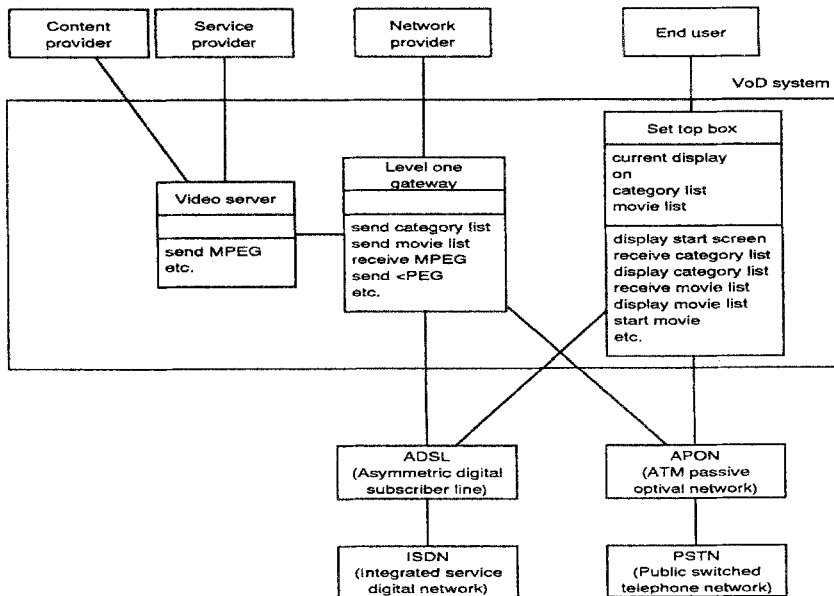 Content
provider
Service
provider
Network
provider
End user
VoD system
Set top box
current display
on
category list
movie list
display start screen
receive category list
display category list
receive movie list
display movie list
start movie
etc.
Level one
gateway
send category list
send movie list
receive MPEG
send <PEG
etc.
Video server
send MPEG
etc.
ADSL
(Asymmetric digital
subscriber line)
APON
(ATM passive
optival network)
ISDN
(Integrated service
digital network)
PSTN
(Public switched
telephone network)